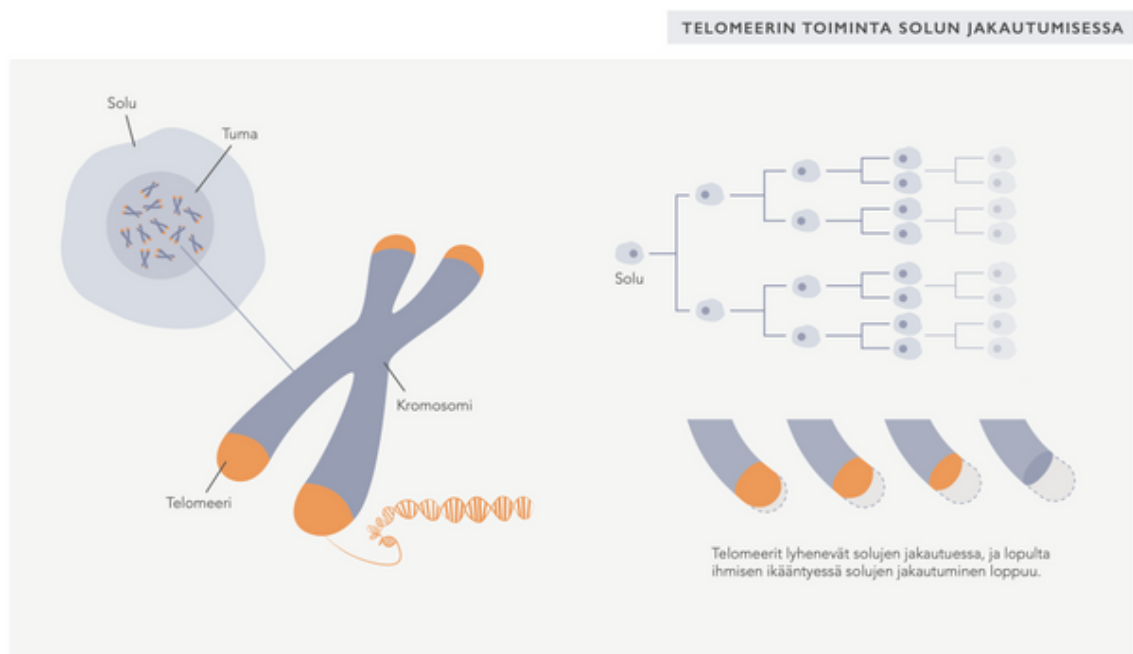 TELOMEERIN TOIMINTA SOLUN JAKAUTUMISESSA
Solu
Tuma
Kromosomi
Telomeeri
Solu
Telomeerit lyhenevät solujen jakautuessa, ja lopulta
ihmisen ikääntyessä solujen jakautuminen loppuu.